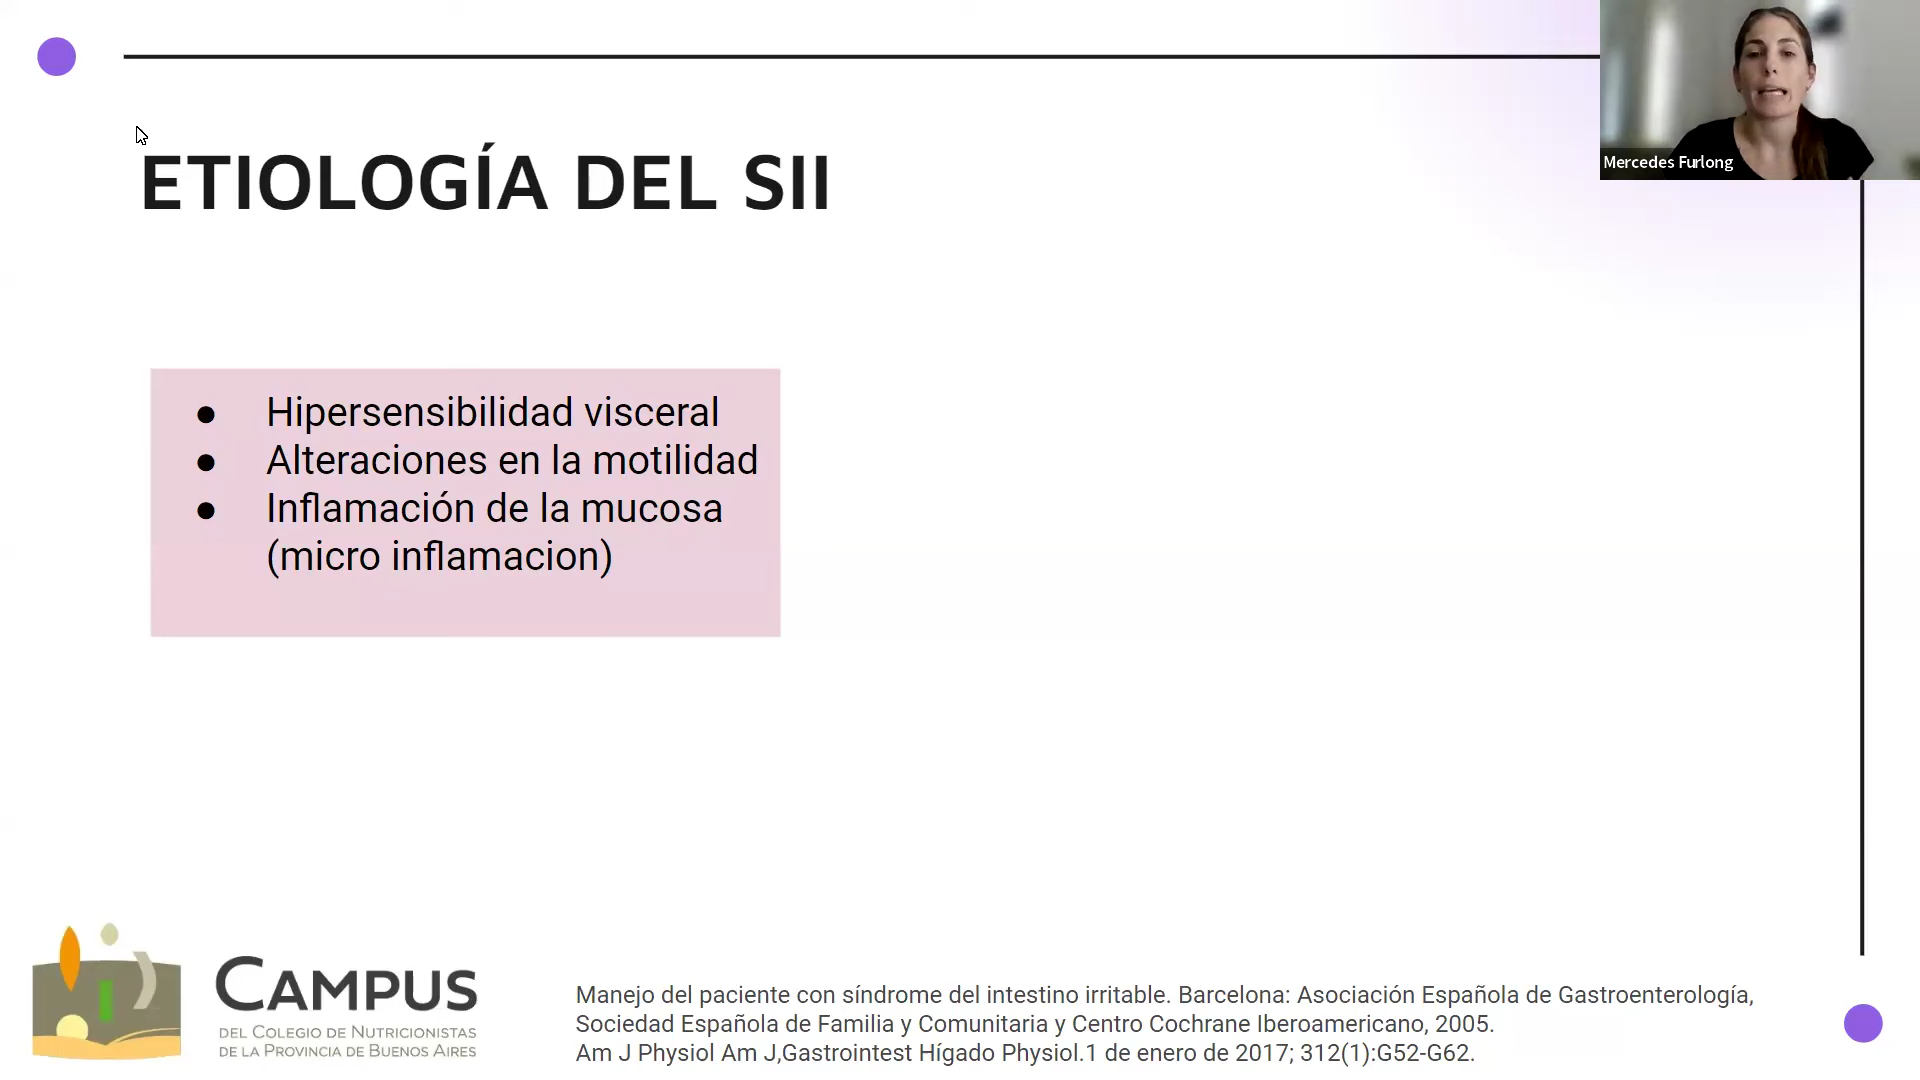 Mercedes Furlong
ETIOLOGÍA DEL SII
● Hipersensibilidad visceral
● Alteraciones en la motilidad
● Inflamación de la mucosa
(micro inflamacion)
CAMPUS
DEL COLEGIO DE NUTRICIONISTAS
DE LA PROVINCIA DE BUENOS AIRES
Manejo del paciente con síndrome del intestino irritable. Barcelona: Asociación Española de Gastroenterología,
Sociedad Española de Familia y Comunitaria y Centro Cochrane Iberoamericano, 2005.
Am J Physiol Am J,Gastrointest Hígado Physiol.1 de enero de 2017; 312(1):G52-G62.